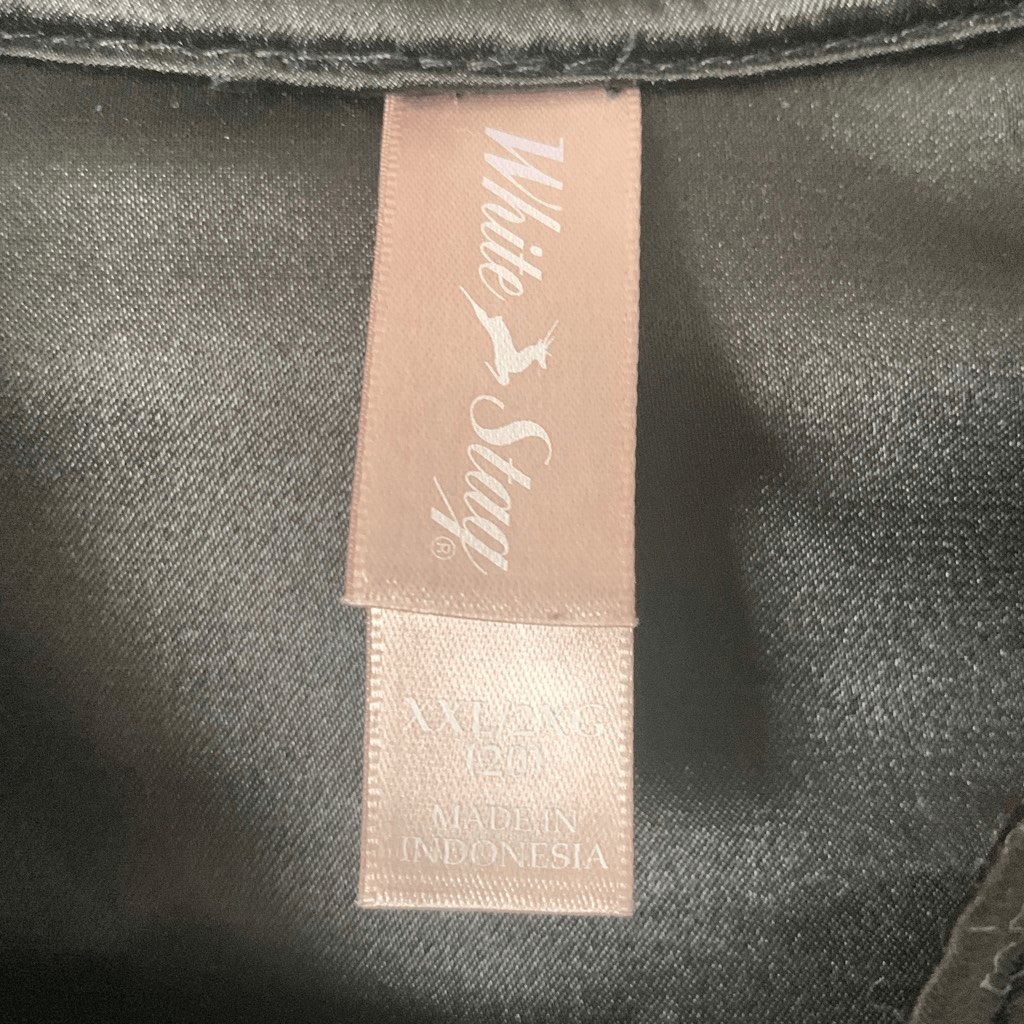 White Stag®
XXL/2XG
(20)
MADE IN
INDONESIA